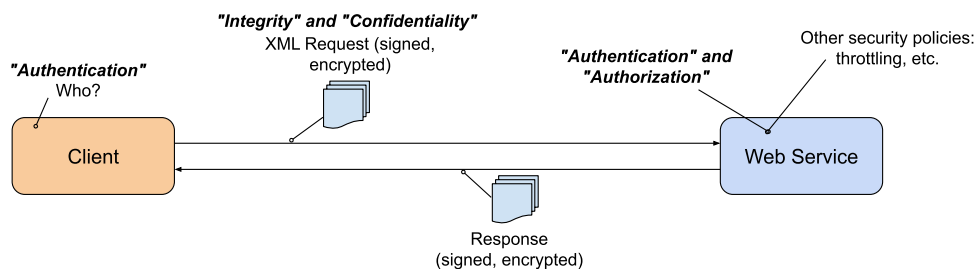 "Integrity" and "Confidentiality"
XML Request (signed,
encrypted)
"Authentication"
Who?
"Authentication" and
"Authorization"
Other security policies:
throttling, etc.
Client
Web Service
Response
(signed, encrypted)